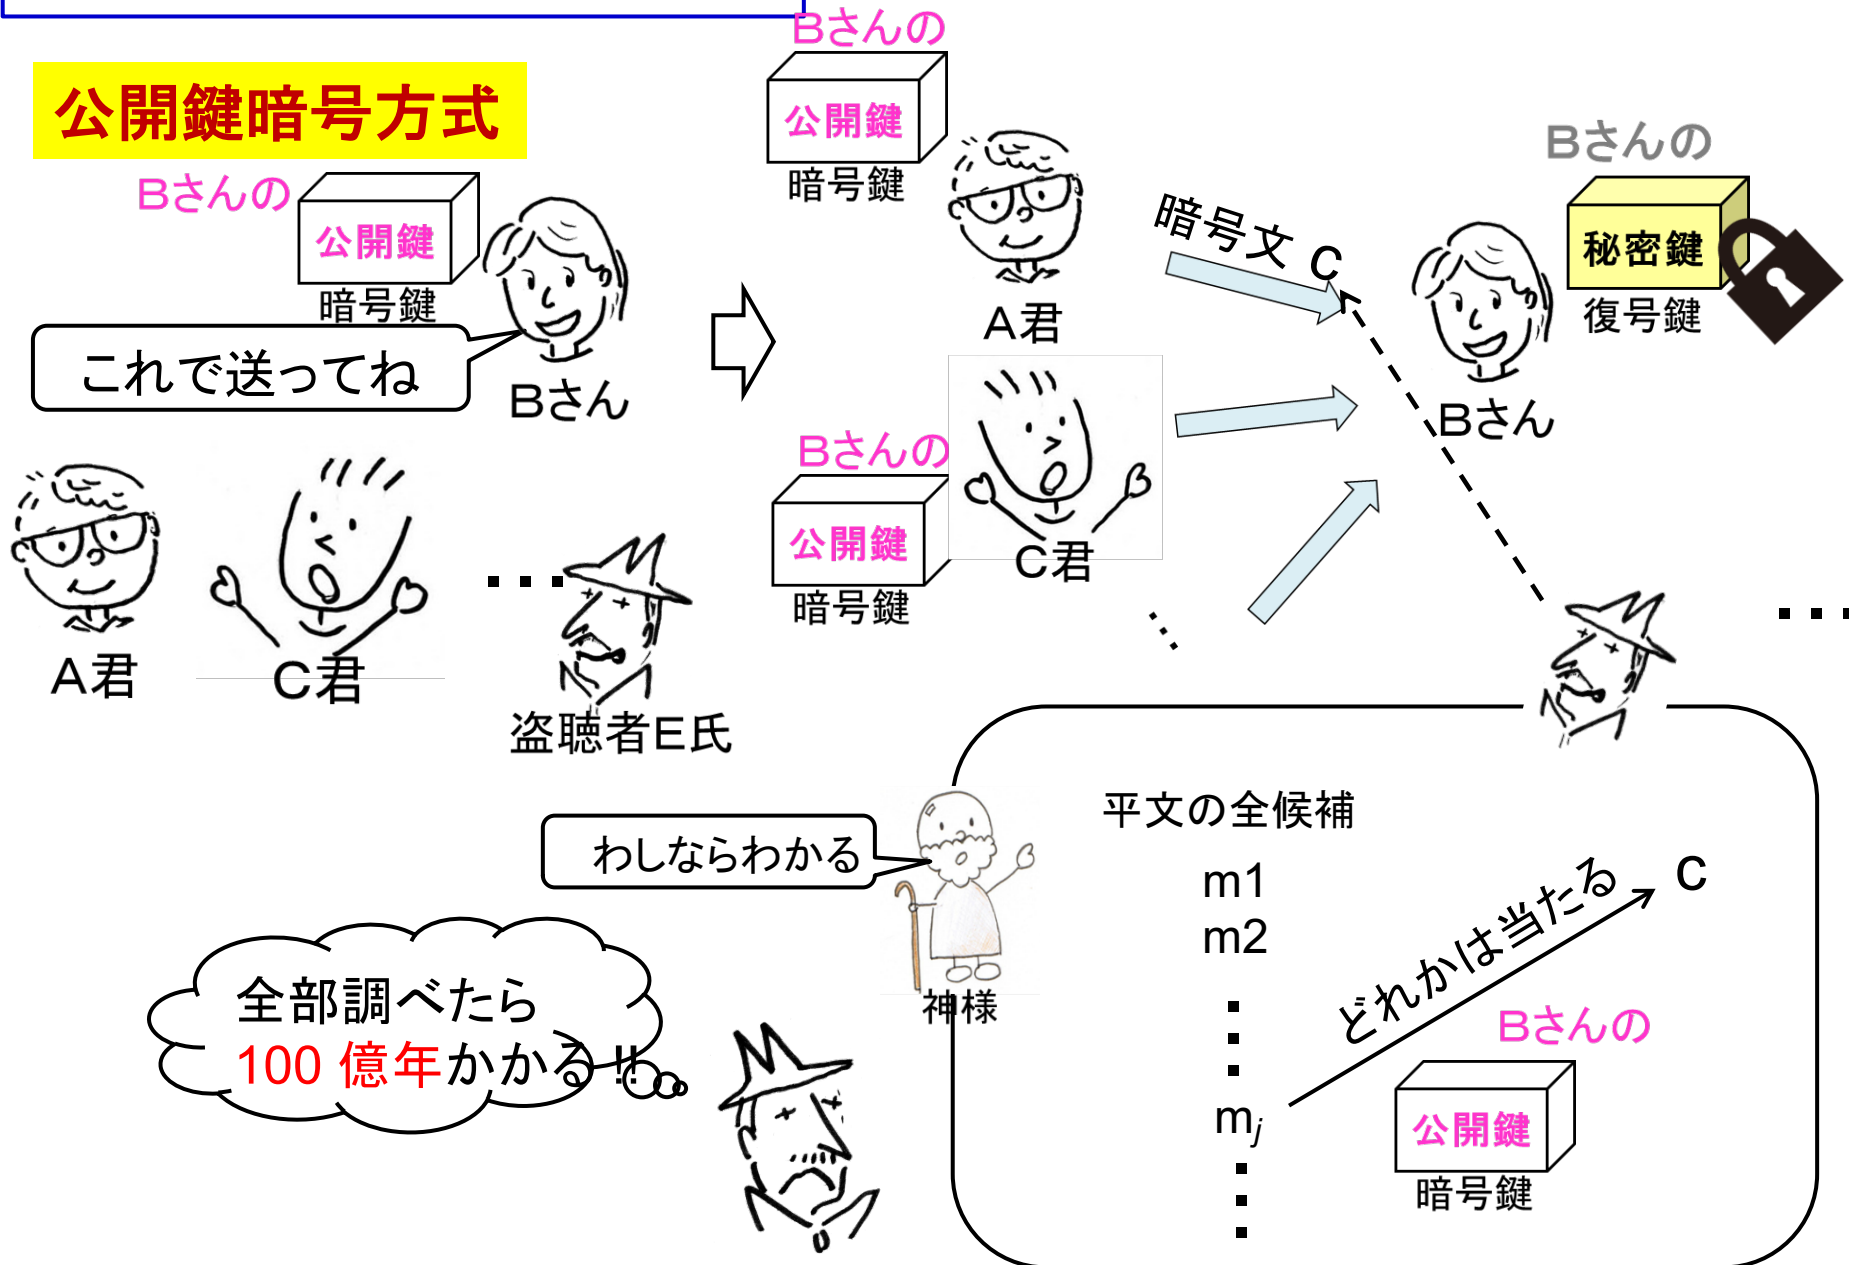 公開鍵暗号方式
Bさんの
公開鍵
暗号鍵
これで送ってね
Bさん
A君
C君
・・・
盗聴者E氏
Bさんの
公開鍵
暗号鍵
A君
Bさんの
公開鍵
暗号鍵
C君
・・・
暗号文 C
Bさんの
秘密鍵
復号鍵
Bさん
・・・
わしならわかる
神様
全部調べたら
100 億年かかる !!
平文の全候補
m1
m2
・・・
mj
・・・
どれかは当たる
C
Bさんの
公開鍵
暗号鍵